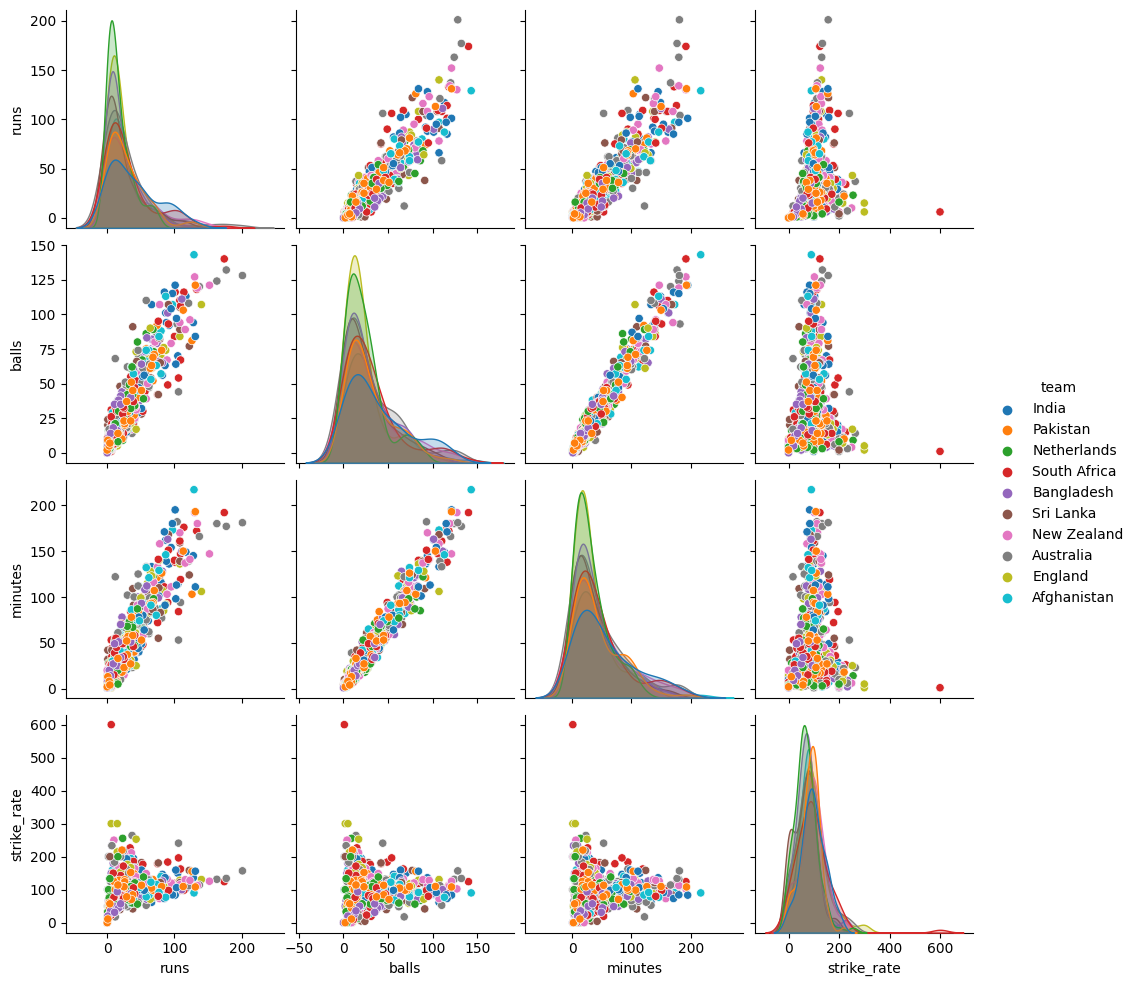 200
150
100
50
0
runs
150
125
100
75
50
25
0
balls
200
150
100
50
0
minutes
600
500
400
300
200
100
0
strike_rate
0 100 200
runs
−50 0 50 100 150
balls
0 100 200
minutes
0 200 400 600
strike_rate
team
India
Pakistan
Netherlands
South Africa
Bangladesh
Sri Lanka
New Zealand
Australia
England
Afghanistan